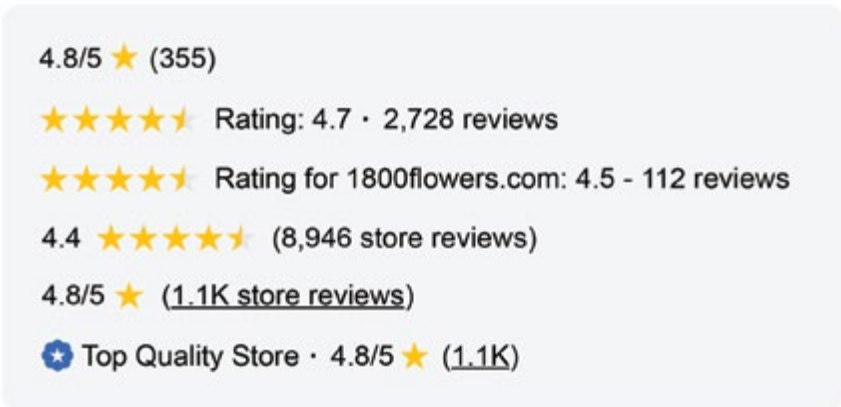 4.8/5 ★ (355)
★★★★⯨ Rating: 4.7 · 2,728 reviews
★★★★⯨ Rating for 1800flowers.com: 4.5 - 112 reviews
4.4 ★★★★⯨ (8,946 store reviews)
4.8/5 ★ (1.1K store reviews)
Top Quality Store · 4.8/5 ★ (1.1K)